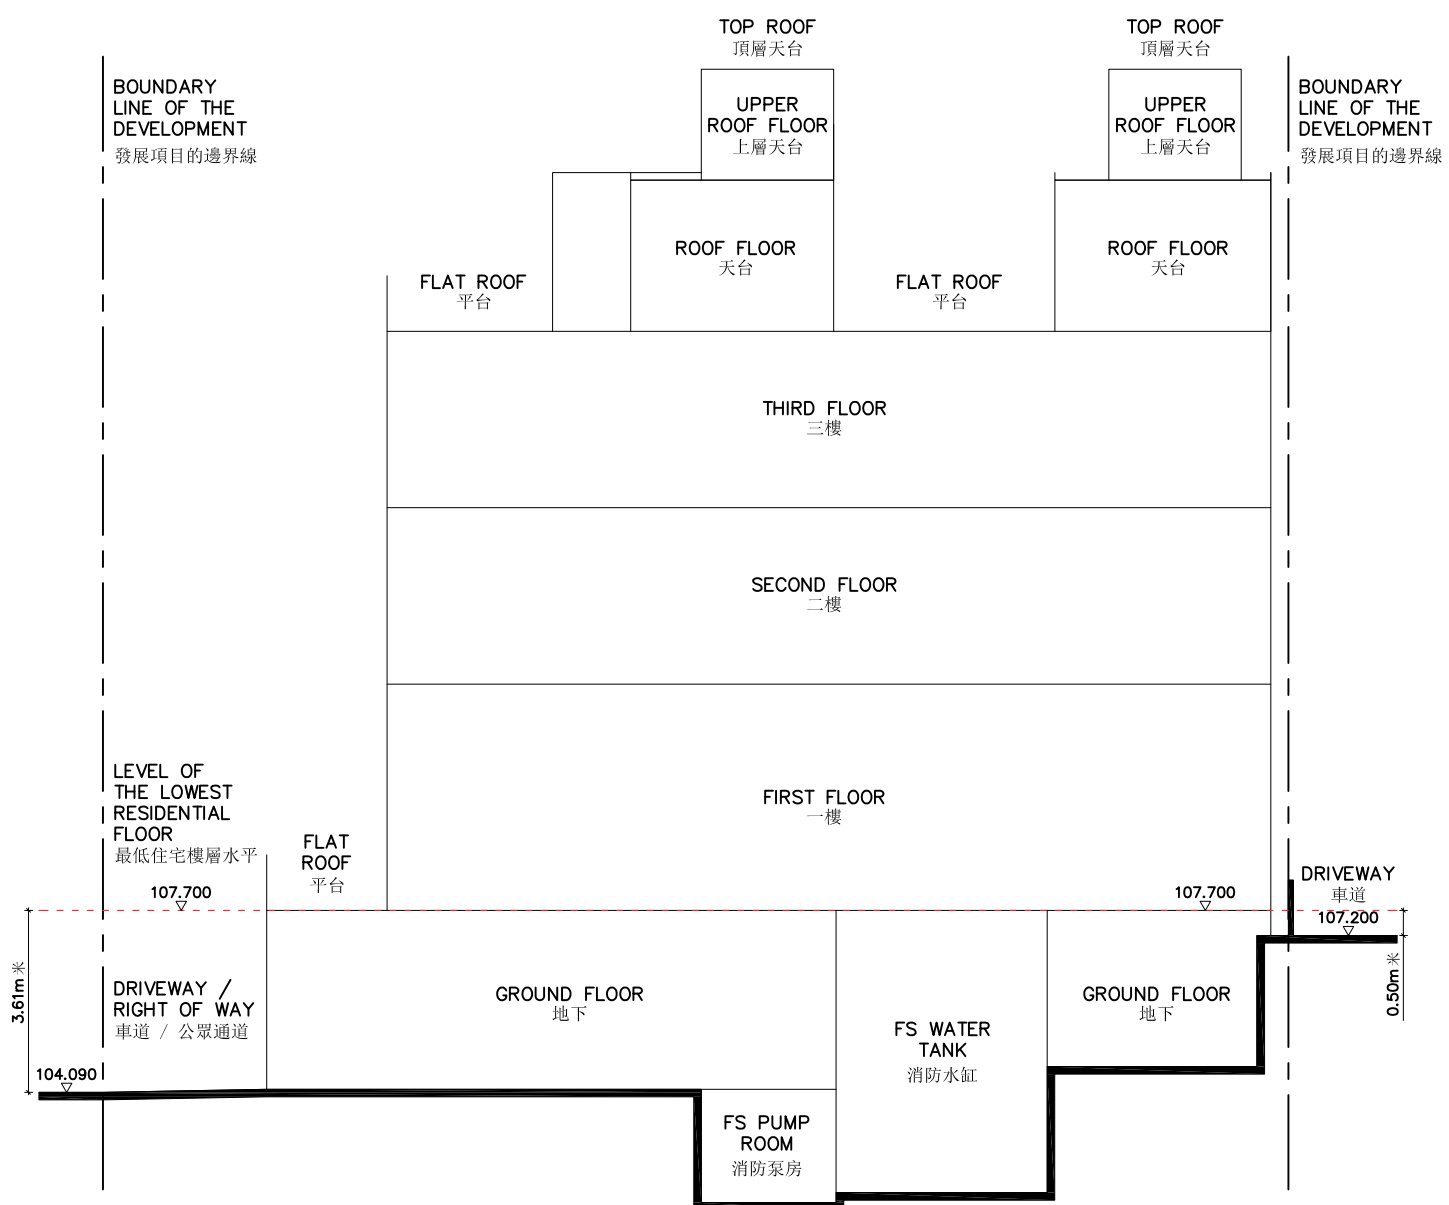 TOP ROOF
頂層天台
TOP ROOF
頂層天台
BOUNDARY
LINE OF THE
DEVELOPMENT
發展項目的邊界線
UPPER
ROOF FLOOR
上層天台
UPPER
ROOF FLOOR
上層天台
BOUNDARY
LINE OF THE
DEVELOPMENT
發展項目的邊界線
FLAT ROOF
平台
ROOF FLOOR
天台
FLAT ROOF
平台
ROOF FLOOR
天台
THIRD FLOOR
三樓
SECOND FLOOR
二樓
FIRST FLOOR
一樓
LEVEL OF
THE LOWEST
RESIDENTIAL
FLOOR
最低住宅樓層水平
107.700
FLAT
ROOF
平台
107.700
DRIVEWAY
車道
107.200
3.61m 米
DRIVEWAY /
RIGHT OF WAY
車道 / 公眾通道
104.090
GROUND FLOOR
地下
FS WATER
TANK
消防水缸
GROUND FLOOR
地下
0.50m 米
FS PUMP
ROOM
消防泵房